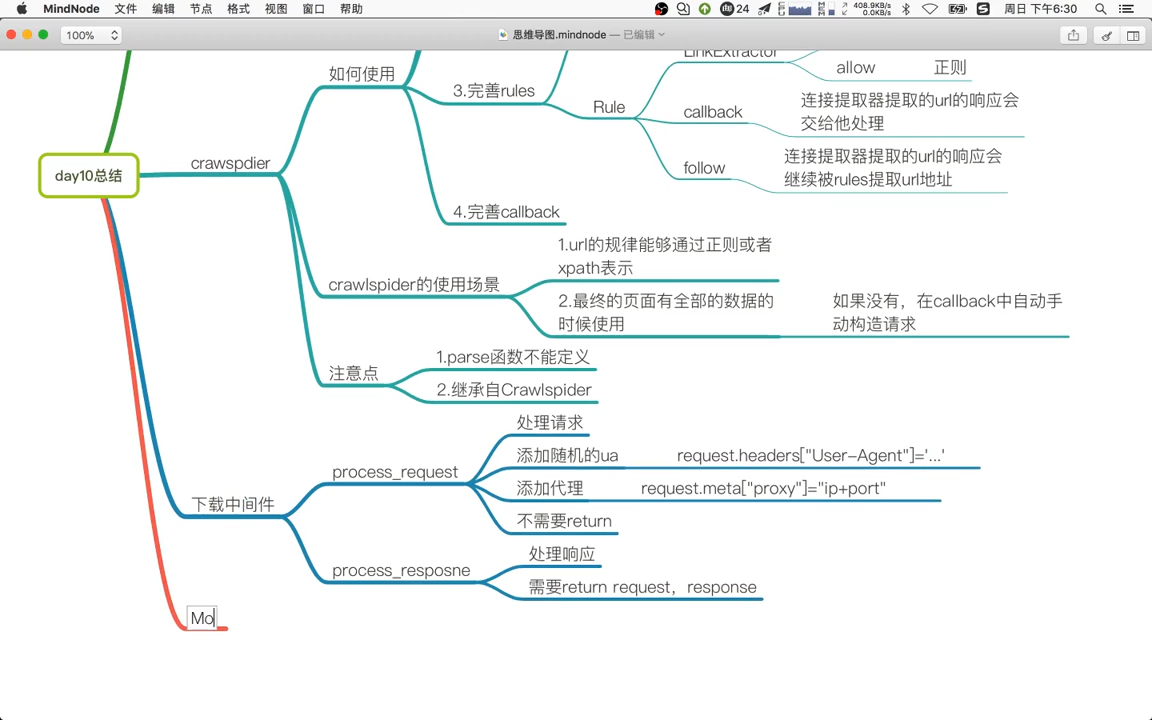 MindNode 文件 编辑 节点 格式 视图 窗口 帮助 24 408.9KB/s 0.0KB/s 周日 下午6:30
100% 思维导图.mindnode — 已编辑
LinkExtractor
allow 正则
如何使用
3.完善rules
Rule
callback
连接提取器提取的url的响应会
交给他处理
follow
连接提取器提取的url的响应会
继续被rules提取url地址
crawspdier
day10总结
4.完善callback
crawlspider的使用场景
1.url的规律能够通过正则或者
xpath表示
2.最终的页面有全部的数据的
时候使用
如果没有，在callback中自动手
动构造请求
注意点
1.parse函数不能定义
2.继承自Crawlspider
下载中间件
process_request
处理请求
添加随机的ua request.headers["User-Agent"]='...'
添加代理 request.meta["proxy"]="ip+port"
不需要return
process_resposne
处理响应
需要return request，response
Mo